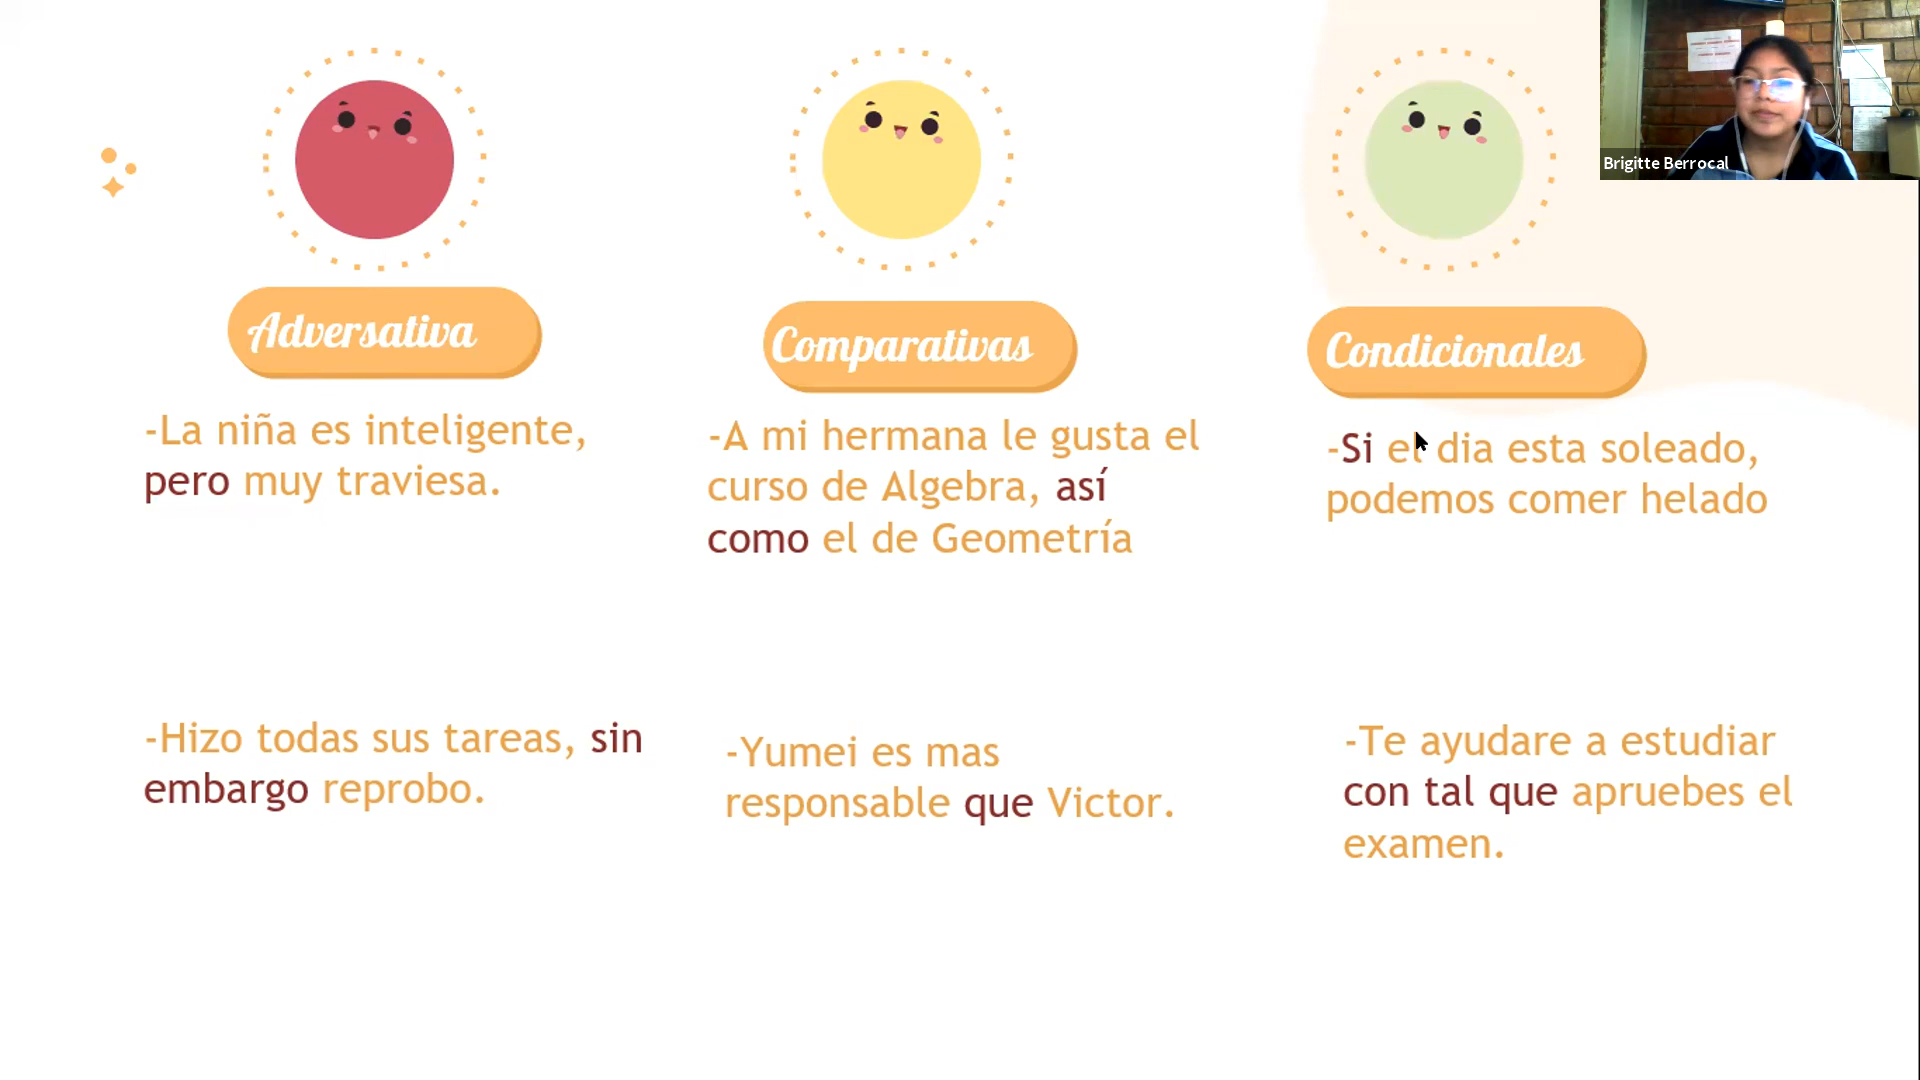 Brigitte Berrocal
Adversativa
-La niña es inteligente,
pero muy traviesa.
-Hizo todas sus tareas, sin
embargo reprobo.
Comparativas
-A mi hermana le gusta el
curso de Algebra, así
como el de Geometría
-Yumei es mas
responsable que Victor.
Condicionales
-Si el dia esta soleado,
podemos comer helado
-Te ayudare a estudiar
con tal que apruebes el
examen.